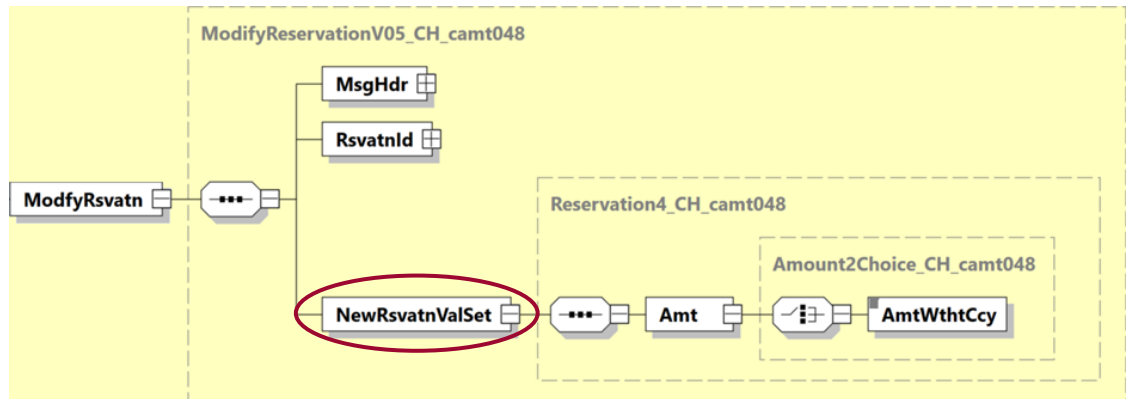 ModifyReservationV05_CH_camt048
MsgHdr
RsvatnId
ModfyRsvatn
Reservation4_CH_camt048
Amount2Choice_CH_camt048
NewRsvatnValSet
Amt
AmtWthtCcy